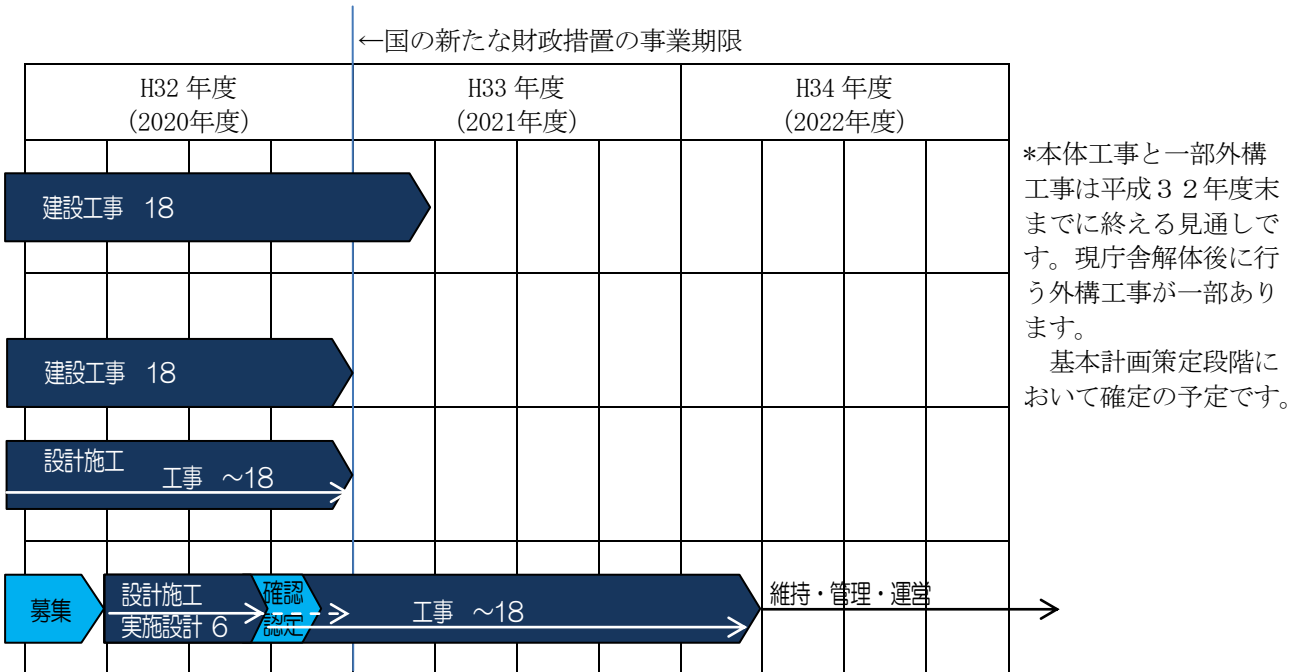 ←国の新たな財政措置の事業期限
H32 年度
(2020年度)
H33 年度
(2021年度)
H34 年度
(2022年度)
*本体工事と一部外構
工事は平成３２年度末
までに終える見通しで
す。現庁舎解体後に行
う外構工事が一部あり
ます。
基本計画策定段階に
おいて確定の予定です。
建設工事 18
建設工事 18
設計施工
工事 ～18
募集
設計施工
実施設計 6
確認
認定
工事 ～18
維持・管理・運営